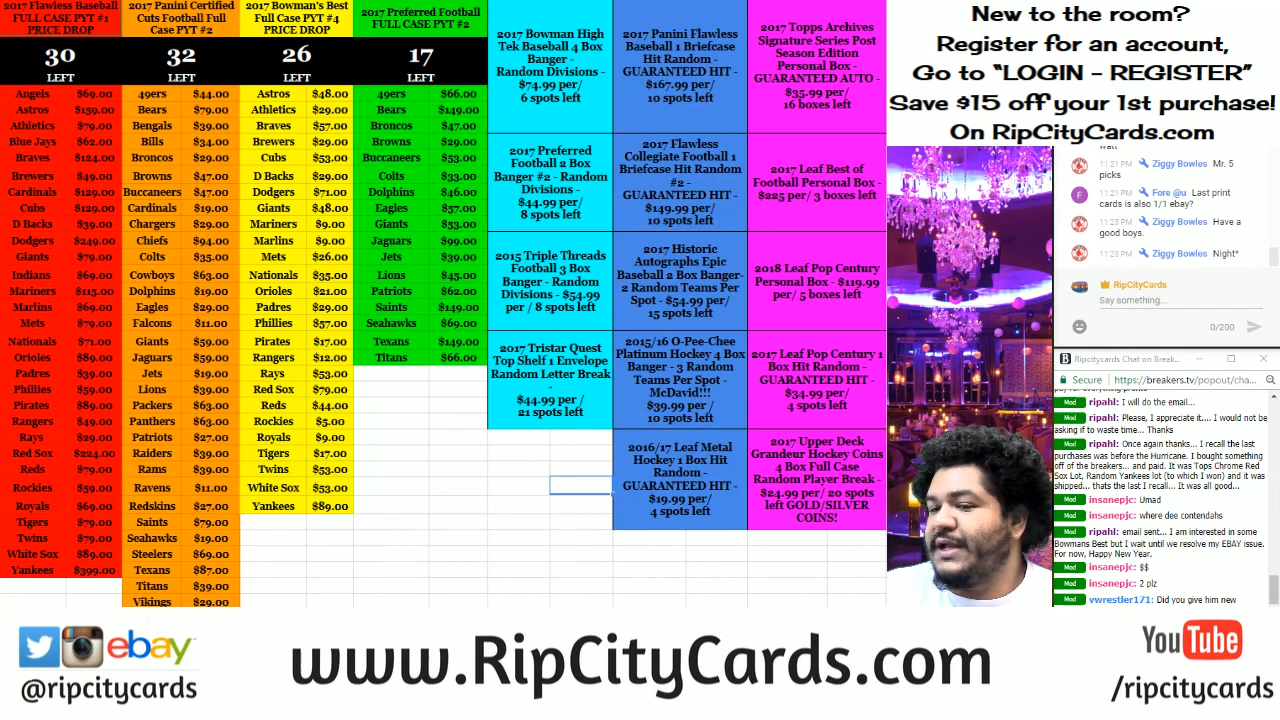 2017 Flawless Baseball
FULL CASE PYT #1
PRICE DROP
30
LEFT
Angels $69.00
Astros $159.00
Athletics $79.00
Blue Jays $62.00
Braves $124.00
Brewers $49.00
Cardinals $129.00
Cubs $129.00
D Backs $39.00
Dodgers $249.00
Giants $79.00
Indians $69.00
Mariners $115.00
Marlins $69.00
Mets $79.00
Nationals $71.00
Orioles $89.00
Padres $39.00
Phillies $59.00
Pirates $89.00
Rangers $49.00
Rays $29.00
Red Sox $224.00
Reds $79.00
Rockies $59.00
Royals $69.00
Tigers $79.00
Twins $79.00
White Sox $89.00
Yankees $399.00
2017 Panini Certified
Cuts Football Full
Case PYT #2
32
LEFT
49ers $44.00
Bears $79.00
Bengals $39.00
Bills $34.00
Broncos $29.00
Browns $47.00
Buccaneers $47.00
Cardinals $19.00
Chargers $29.00
Chiefs $94.00
Colts $35.00
Cowboys $63.00
Dolphins $19.00
Eagles $29.00
Falcons $11.00
Giants $59.00
Jaguars $59.00
Jets $19.00
Lions $39.00
Packers $63.00
Panthers $63.00
Patriots $27.00
Raiders $39.00
Rams $39.00
Ravens $11.00
Redskins $27.00
Saints $79.00
Seahawks $19.00
Steelers $69.00
Texans $87.00
Titans $39.00
Vikings $29.00
2017 Bowman's Best
Full Case PYT #4
PRICE DROP
26
LEFT
Astros $48.00
Athletics $29.00
Braves $57.00
Brewers $29.00
Cubs $53.00
D Backs $29.00
Dodgers $71.00
Giants $48.00
Mariners $9.00
Marlins $9.00
Mets $26.00
Nationals $35.00
Orioles $21.00
Padres $29.00
Phillies $57.00
Pirates $17.00
Rangers $12.00
Rays $53.00
Red Sox $79.00
Reds $44.00
Rockies $5.00
Royals $9.00
Tigers $17.00
Twins $53.00
White Sox $53.00
Yankees $89.00
2017 Preferred Football
FULL CASE PYT #2
17
LEFT
49ers $66.00
Bears $149.00
Broncos $47.00
Browns $29.00
Buccaneers $53.00
Colts $33.00
Dolphins $46.00
Eagles $57.00
Giants $53.00
Jaguars $99.00
Jets $39.00
Lions $45.00
Patriots $62.00
Saints $149.00
Seahawks $69.00
Texans $149.00
Titans $66.00
2017 Bowman High
Tek Baseball 4 Box
Banger -
Random Divisions -
$74.99 per/
6 spots left
2017 Preferred
Football 2 Box
Banger #2 - Random
Divisions -
$44.99 per/
8 spots left
2015 Triple Threads
Football 3 Box
Banger - Random
Divisions - $54.99
per / 8 spots left
2017 Tristar Quest
Top Shelf 1 Envelope
Random Letter Break
-
$44.99 per /
21 spots left
2017 Panini Flawless
Baseball 1 Briefcase
Hit Random -
GUARANTEED HIT -
$167.99 per/
10 spots left
2017 Flawless
Collegiate Football 1
Briefcase Hit Random
#2 -
GUARANTEED HIT -
$149.99 per/
10 spots left
2017 Historic
Autographs Epic
Baseball 2 Box Banger-
2 Random Teams Per
Spot - $54.99 per/
15 spots left
2015/16 O-Pee-Chee
Platinum Hockey 4 Box
Banger - 3 Random
Teams Per Spot -
McDavid!!!
$39.99 per/
10 spots left
2016/17 Leaf Metal
Hockey 1 Box Hit
Random -
GUARANTEED HIT -
$19.99 per/
4 spots left
2017 Topps Archives
Signature Series Post
Season Edition
Personal Box -
GUARANTEED AUTO -
$35.99 per/
16 boxes left
2017 Leaf Best of
Football Personal Box -
$225 per/ 3 boxes left
2018 Leaf Pop Century
Personal Box - $119.99
per/ 5 boxes left
2017 Leaf Pop Century 1
Box Hit Random -
GUARANTEED HIT -
$34.99 per/
4 spots left
2017 Upper Deck
Grandeur Hockey Coins
4 Box Full Case
Random Player Break -
$24.99 per/ 20 spots
left GOLD/SILVER
COINS!
New to the room?
Register for an account,
Go to "LOGIN - REGISTER"
Save $15 off your 1st purchase!
On RipCityCards.com
11:21 PM Ziggy Bowles Mr. 5
picks
F 11:21 PM Fore @u Last print
cards is also 1/1 ebay?
11:23 PM Ziggy Bowles Have a
good boys.
11:23 PM Ziggy Bowles Night*
RipCityCards
Say something...
0/200
B Ripcitycards Chat on Break...
Secure https://breakers.tv/popout/cha...
Mod ripahl: I will do the email...
Mod ripahl: Please, I appreciate it.... I would not be
asking if to waste time... Thanks
Mod ripahl: Once again thanks... I recall the last
purchases was before the Hurricane. I bought something
off of the breakers... and paid. It was Tops Chrome Red
Sox Lot, Random Yankees lot (to which I won) and it was
shipped... thats the last I recall... It was all good...
Mod insanepjc: Umad
Mod insanepjc: where dee contendahs
Mod ripahl: email sent... I am interested in some
Bowmans Best but I wait until we resolve my EBAY issue.
For now, Happy New Year.
Mod insanepjc: $$
Mod insanepjc: 2 plz
Mod vwrestler171: Did you give him new
ebay
@ripcitycards
www.RipCityCards.com
YouTube
/ripcitycards